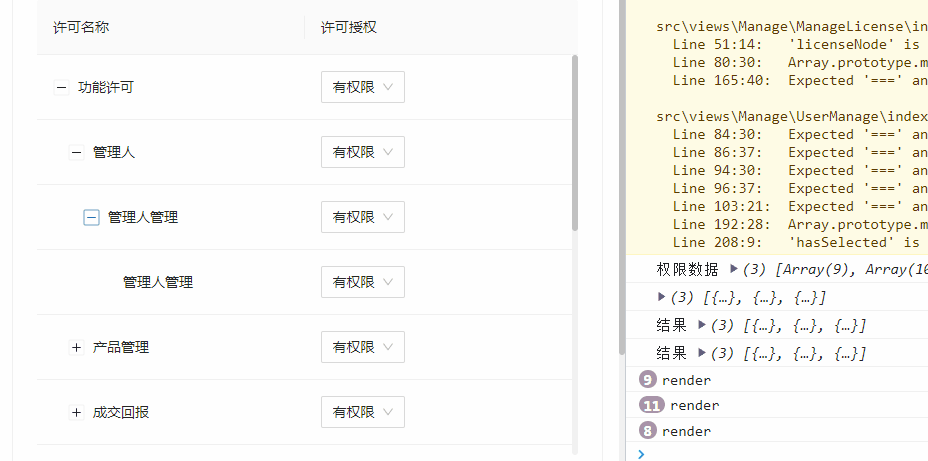 许可名称 许可授权
功能许可 有权限
管理人 有权限
管理人管理 有权限
管理人管理 有权限
产品管理 有权限
成交回报 有权限
src\views\Manage\ManageLicense\in
Line 51:14: 'licenseNode' is
Line 80:30: Array.prototype.m
Line 165:40: Expected '===' an
src\views\Manage\UserManage\index
Line 84:30: Expected '===' an
Line 86:37: Expected '===' an
Line 94:30: Expected '===' an
Line 96:37: Expected '===' an
Line 103:21: Expected '===' an
Line 192:28: Array.prototype.m
Line 208:9: 'hasSelected' is
权限数据 ▶(3) [Array(9), Array(10
▶(3) [{…}, {…}, {…}]
结果 ▶(3) [{…}, {…}, {…}]
结果 ▶(3) [{…}, {…}, {…}]
9 render
11 render
8 render